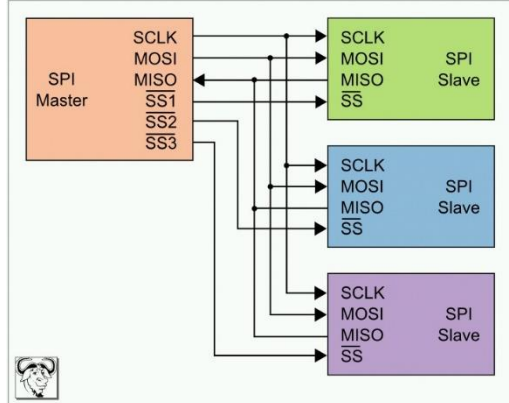 SPI
Master
SCLK
MOSI
MISO
SS1
SS2
SS3
SCLK
MOSI
MISO
SS
SPI
Slave
SCLK
MOSI
MISO
SS
SPI
Slave
SCLK
MOSI
MISO
SS
SPI
Slave